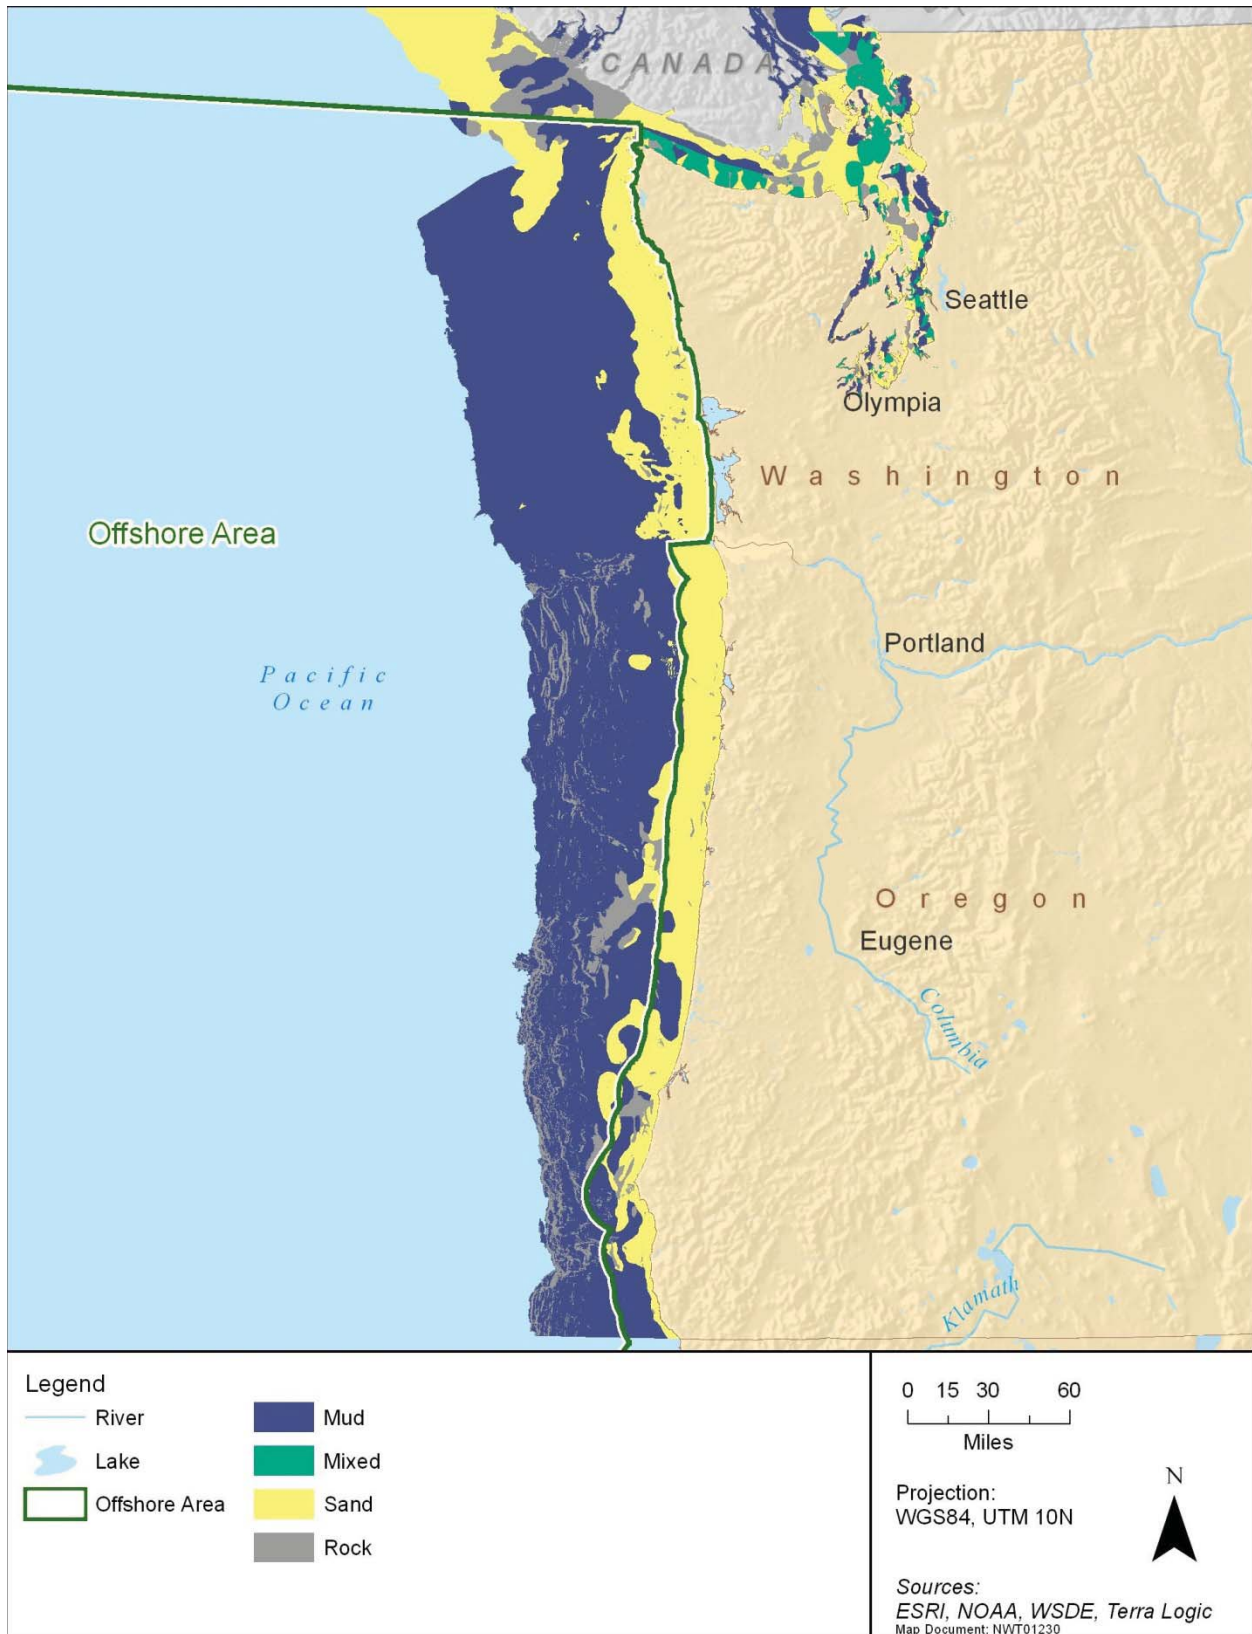 CANADA
Seattle
Olympia
Washington
Offshore Area
Portland
Pacific
Ocean
Oregon
Eugene
Columbia
Klamath
Legend
River
Lake
Offshore Area
Mud
Mixed
Sand
Rock
0 15 30 60
Miles
N
Projection:
WGS84, UTM 10N
Sources:
ESRI, NOAA, WSDE, Terra Logic
Map Document: NWT01230